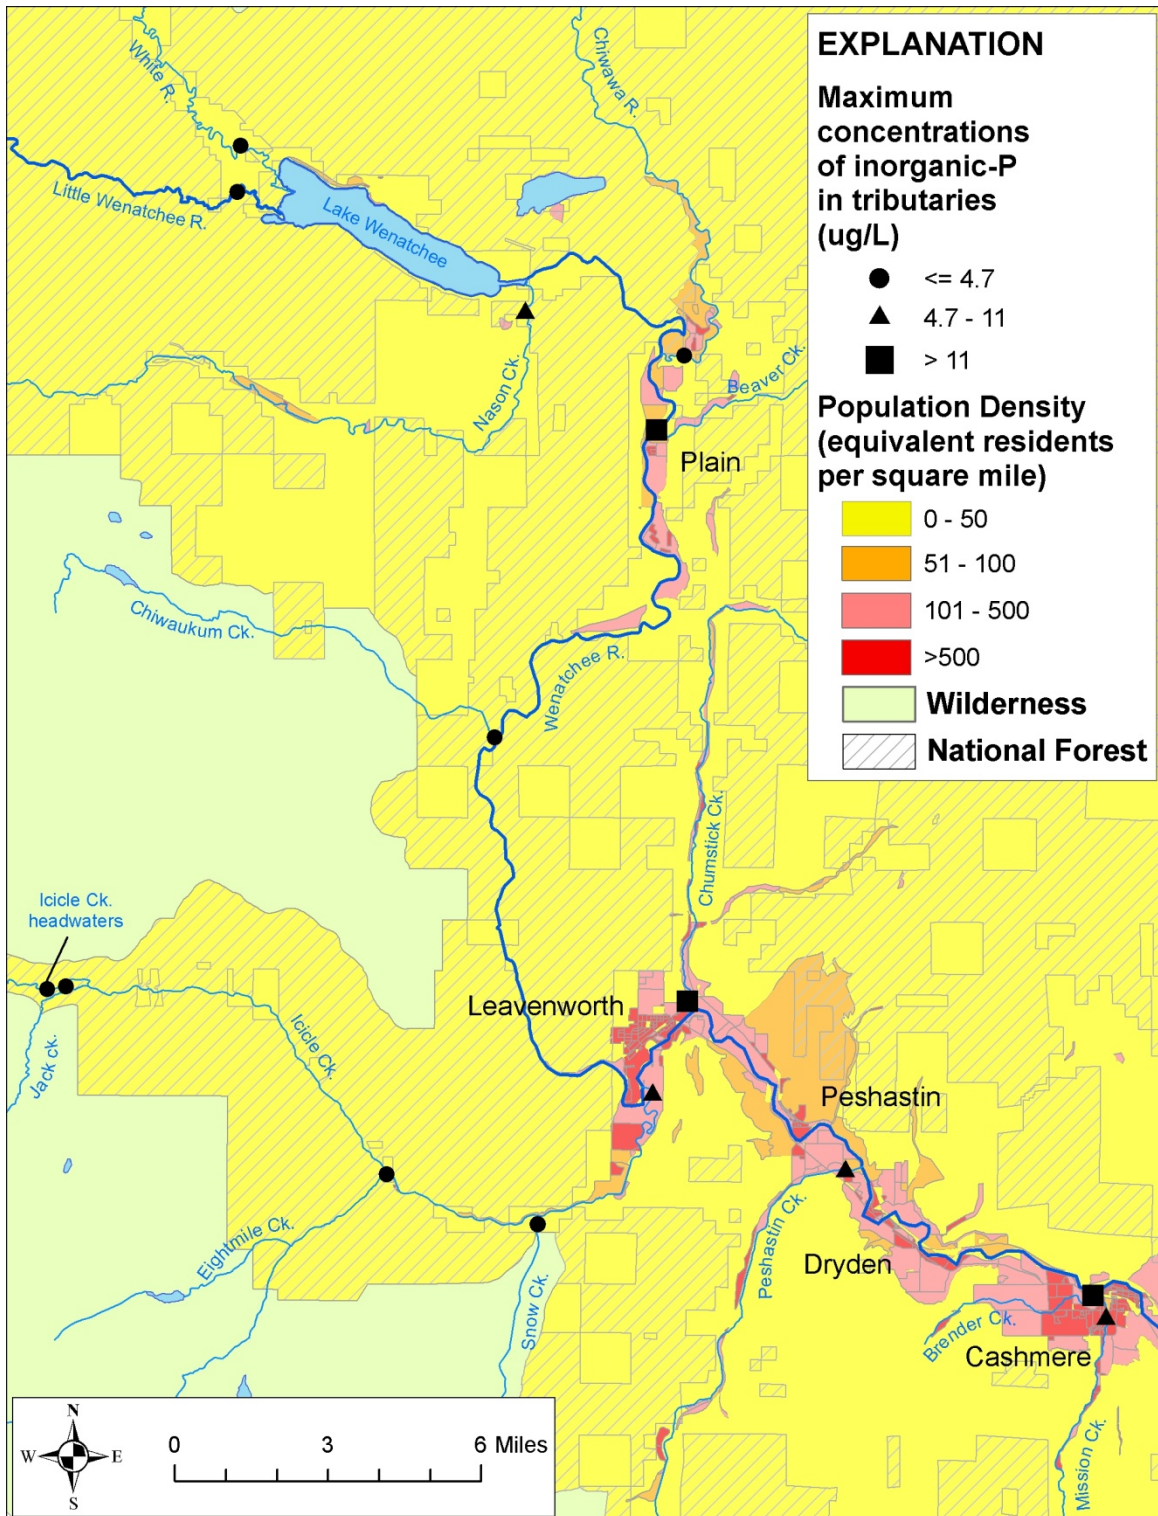 EXPLANATION
Maximum
concentrations
of inorganic-P
in tributaries
(ug/L)
<= 4.7
4.7 - 11
> 11
Population Density
(equivalent residents
per square mile)
0 - 50
51 - 100
101 - 500
>500
Wilderness
National Forest
White R.
Chiwawa R.
Little Wenatchee R.
Lake Wenatchee
Nason Ck.
Beaver Ck.
Plain
Chiwaukum Ck.
Wenatchee R.
Chumstick Ck.
Icicle Ck.
headwaters
Leavenworth
Jack ck.
Icicle Ck.
Peshastin
Eightmile Ck.
Snow Ck.
Peshastin Ck.
Dryden
Brender Ck.
Cashmere
Mission Ck.
N
W
E
S
0 3 6 Miles